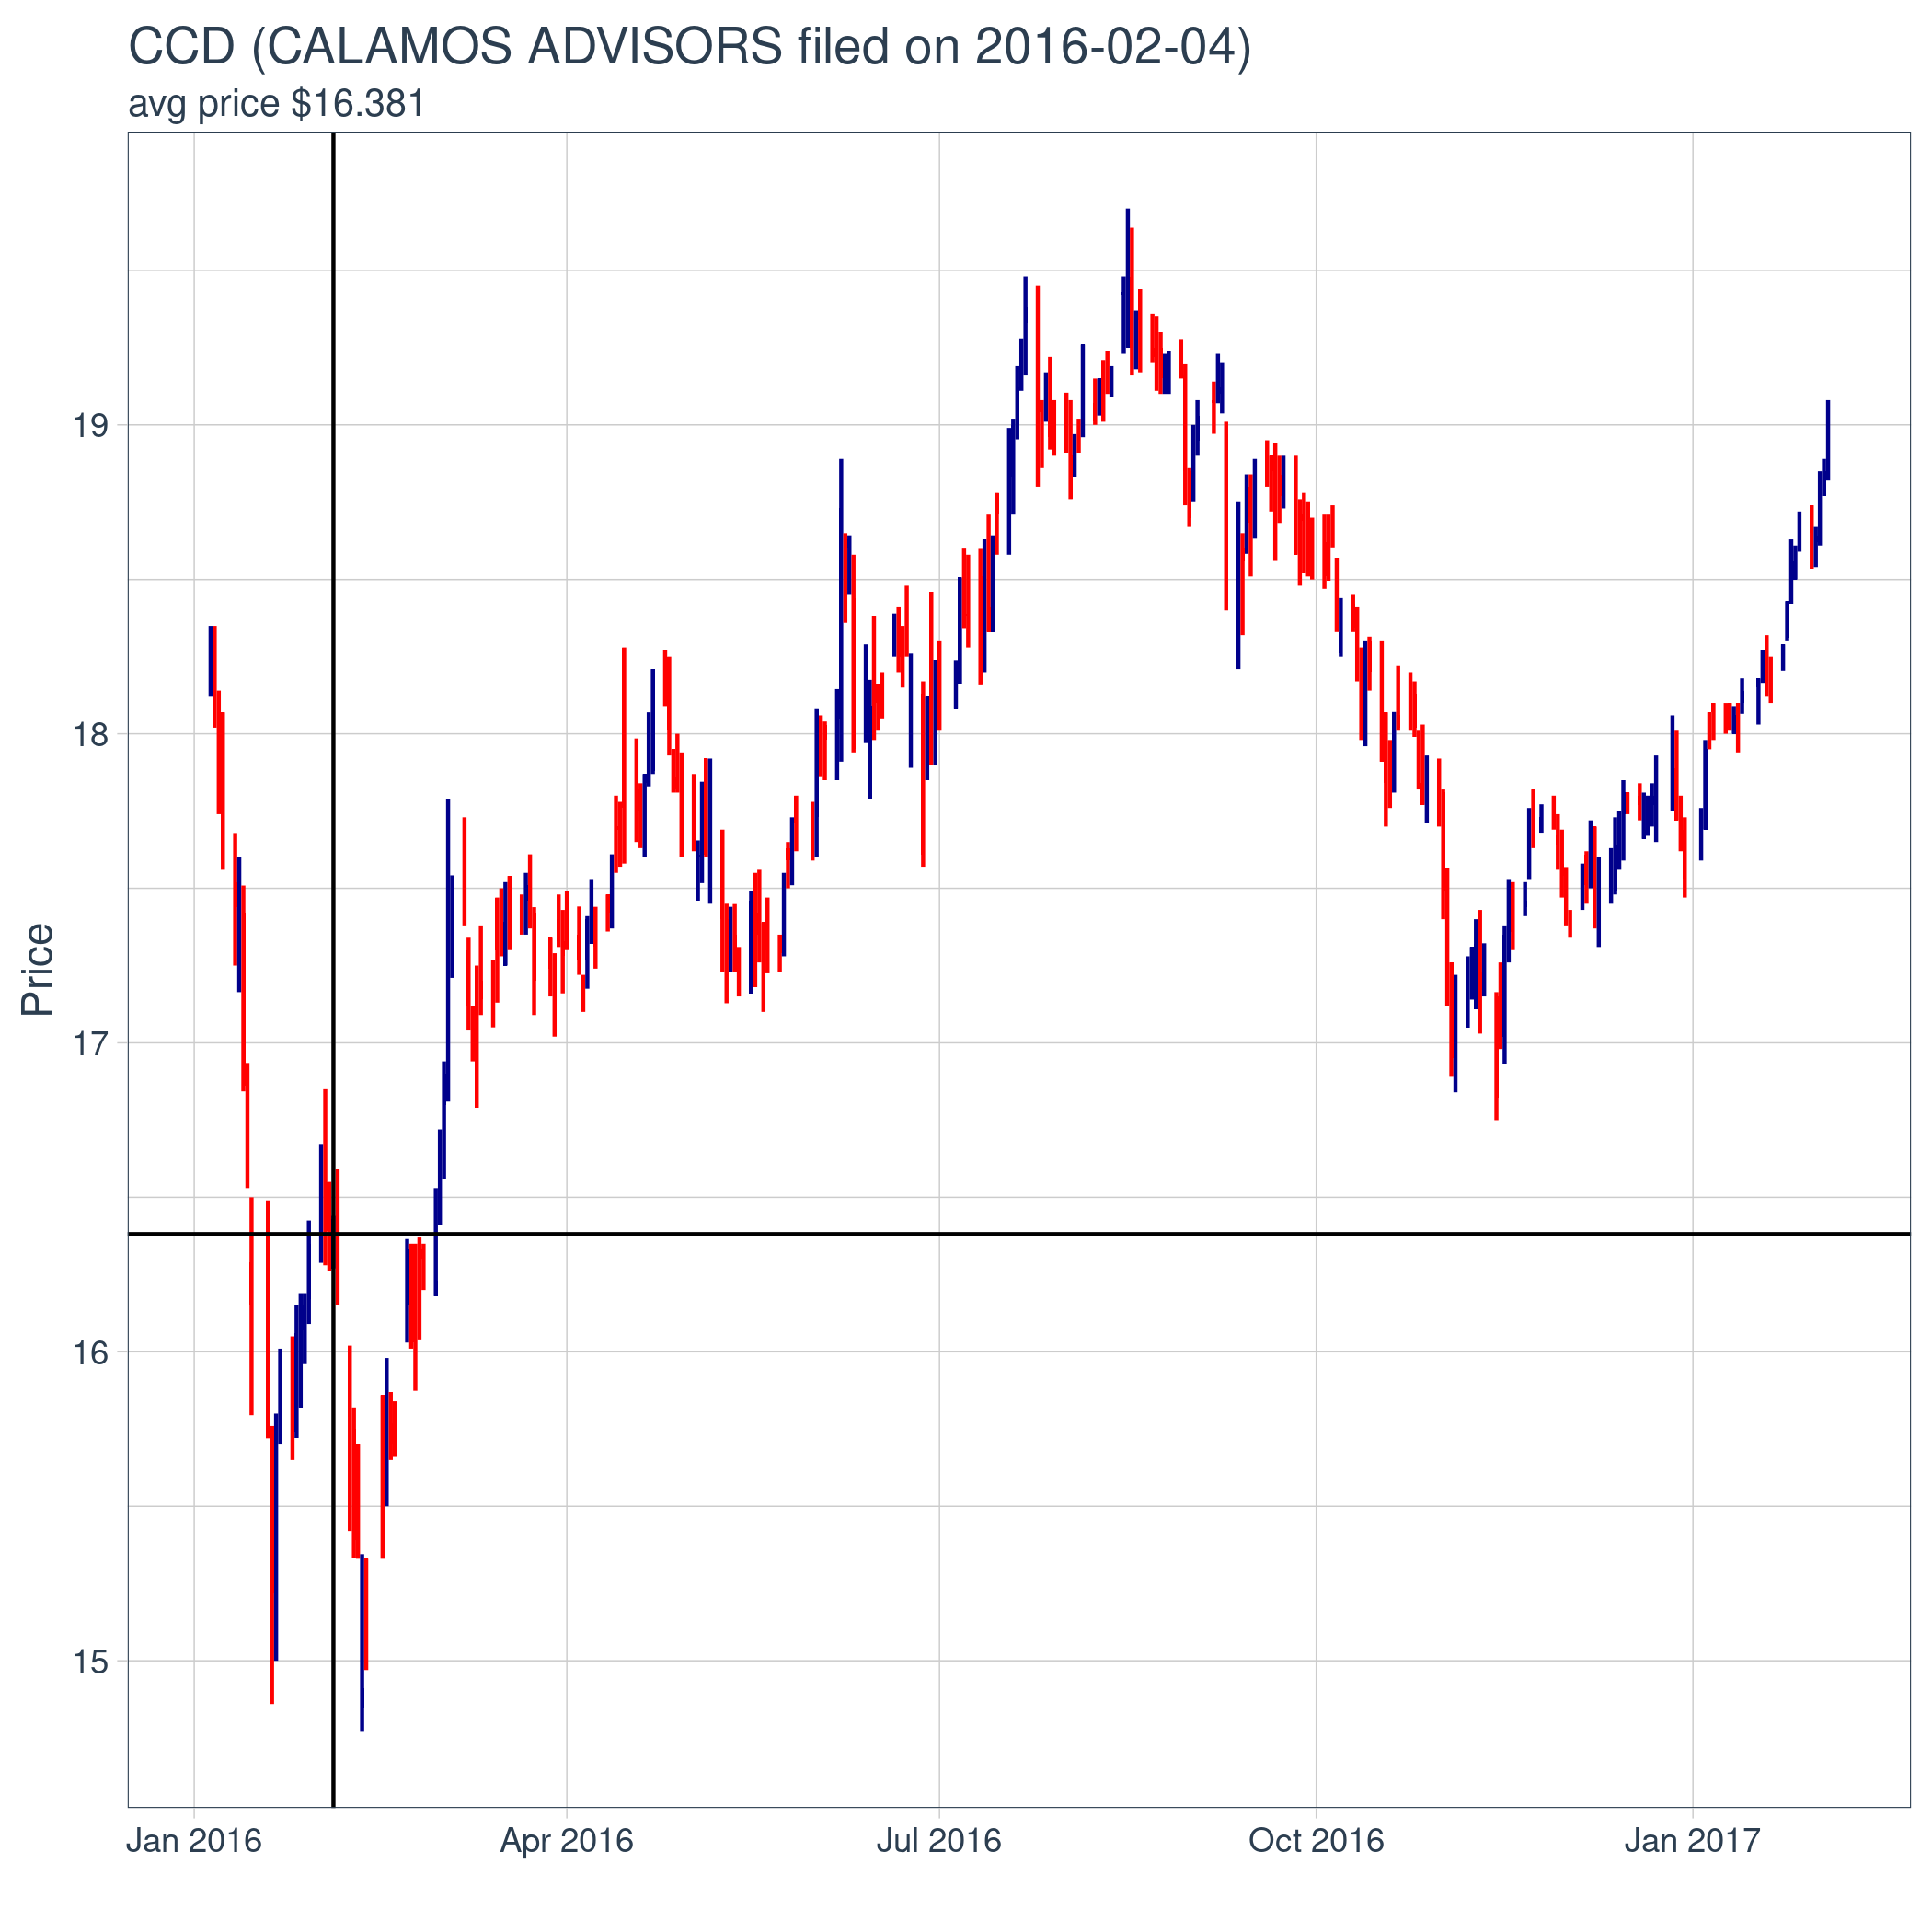 CCD (CALAMOS ADVISORS filed on 2016-02-04)
avg price $16.381
Price
19
18
17
16
15
Jan 2016
Apr 2016
Jul 2016
Oct 2016
Jan 2017